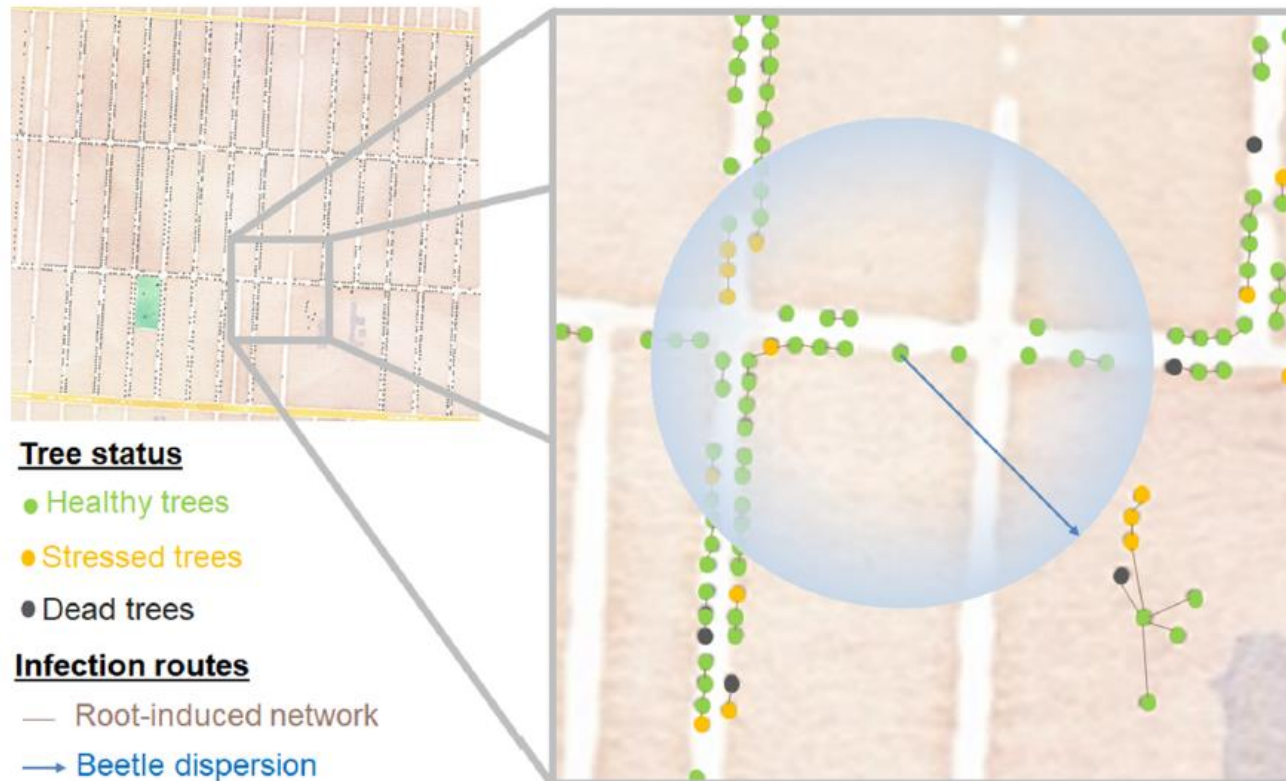 Tree status
Healthy trees
Stressed trees
Dead trees
Infection routes
Root-induced network
Beetle dispersion